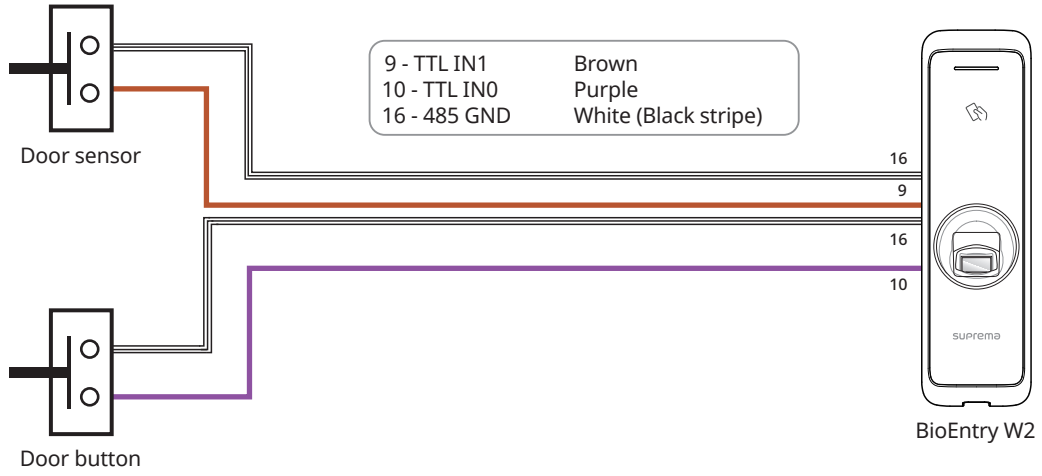 9 - TTL IN1 Brown
10 - TTL IN0 Purple
16 - 485 GND White (Black stripe)
Door sensor
16
9
16
10
suprema
BioEntry W2
Door button